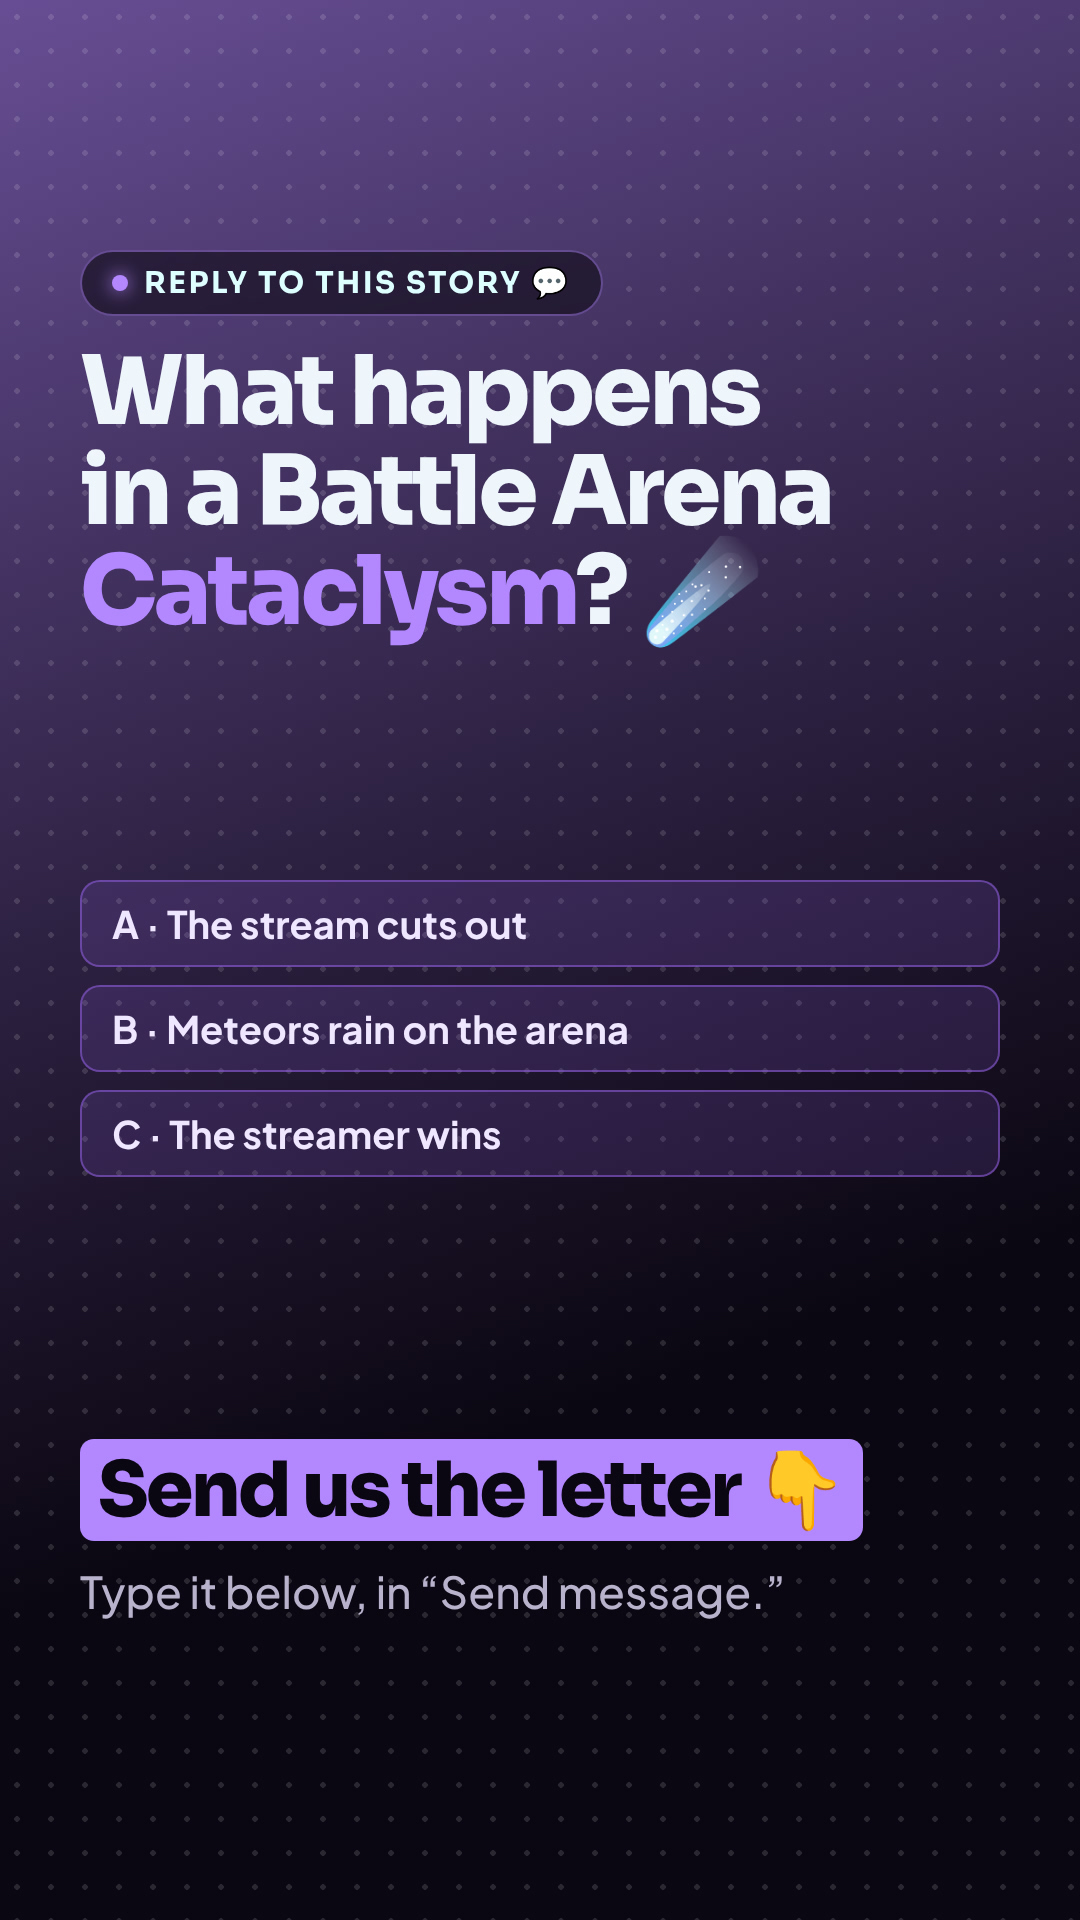 REPLY TO THIS STORY 💬
What happens
in a Battle Arena
Cataclysm? ☄️
A · The stream cuts out
B · Meteors rain on the arena
C · The streamer wins
Send us the letter 👇
Type it below, in “Send message.”